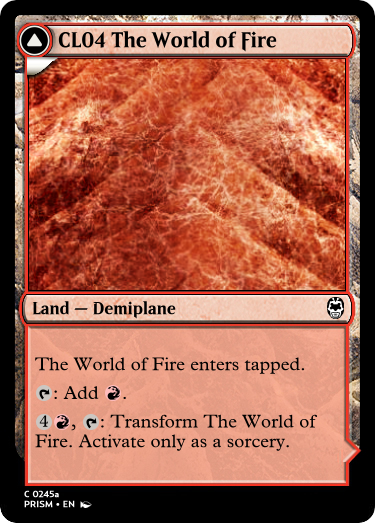 CL04 The World of Fire
Land — Demiplane
The World of Fire enters tapped.
: Add .
4 , : Transform The World of
Fire. Activate only as a sorcery.
C 0245a
PRISM • EN